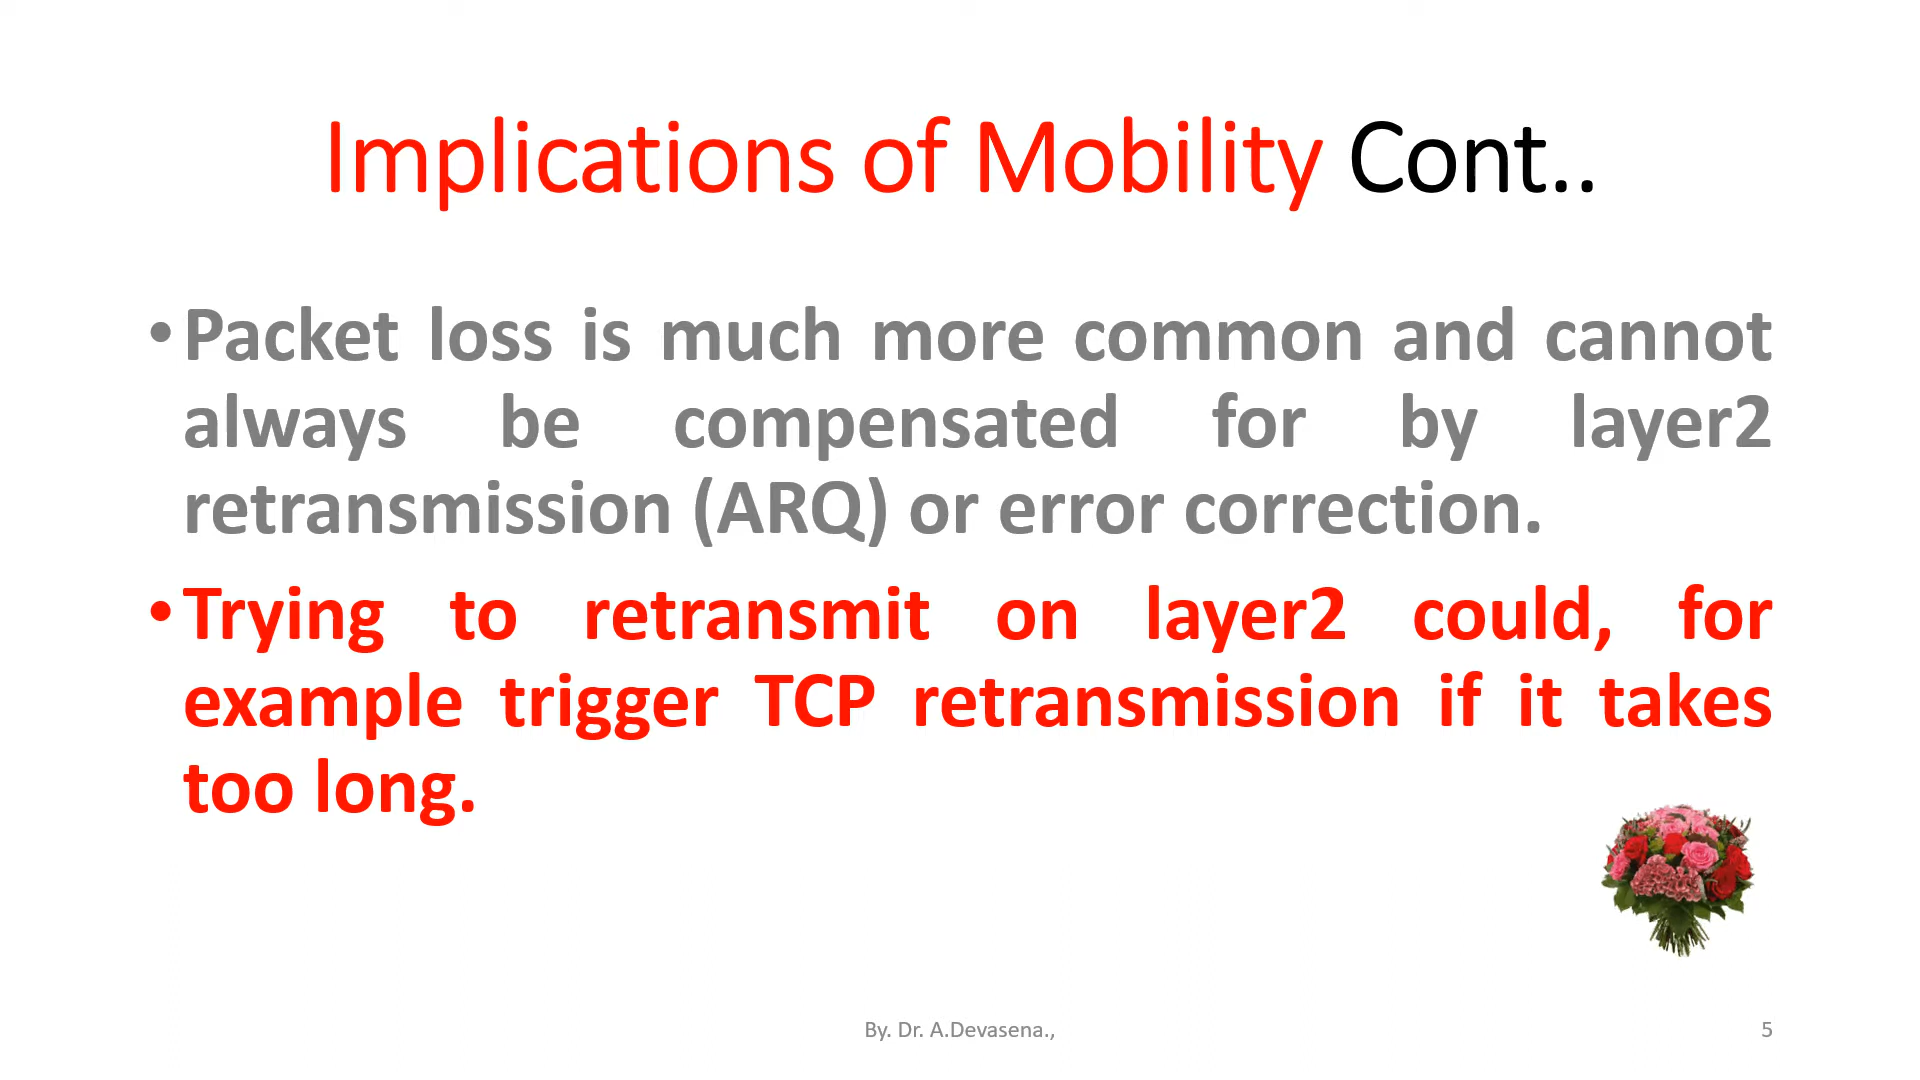 Implications of Mobility Cont..
•Packet loss is much more common and cannot
always be compensated for by layer2
retransmission (ARQ) or error correction.
•Trying to retransmit on layer2 could, for
example trigger TCP retransmission if it takes
too long.
By. Dr. A.Devasena.,
5